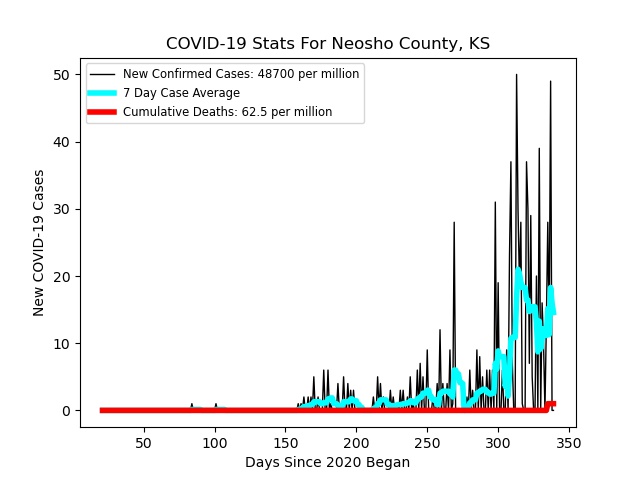 COVID-19 Stats For Neosho County, KS
New Confirmed Cases: 48700 per million
7 Day Case Average
Cumulative Deaths: 62.5 per million
New COVID-19 Cases
50
40
30
20
10
0
50 100 150 200 250 300 350
Days Since 2020 Began